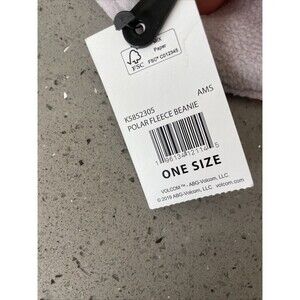 MIX
Paper
FSC
FSC® C012345
K5852305
AMS
POLAR FLEECE BEANIE
ONE SIZE
VOLCOM™ - ABG-Volcom, LLC
© 2019 ABG-Volcom, LLC volcom.com